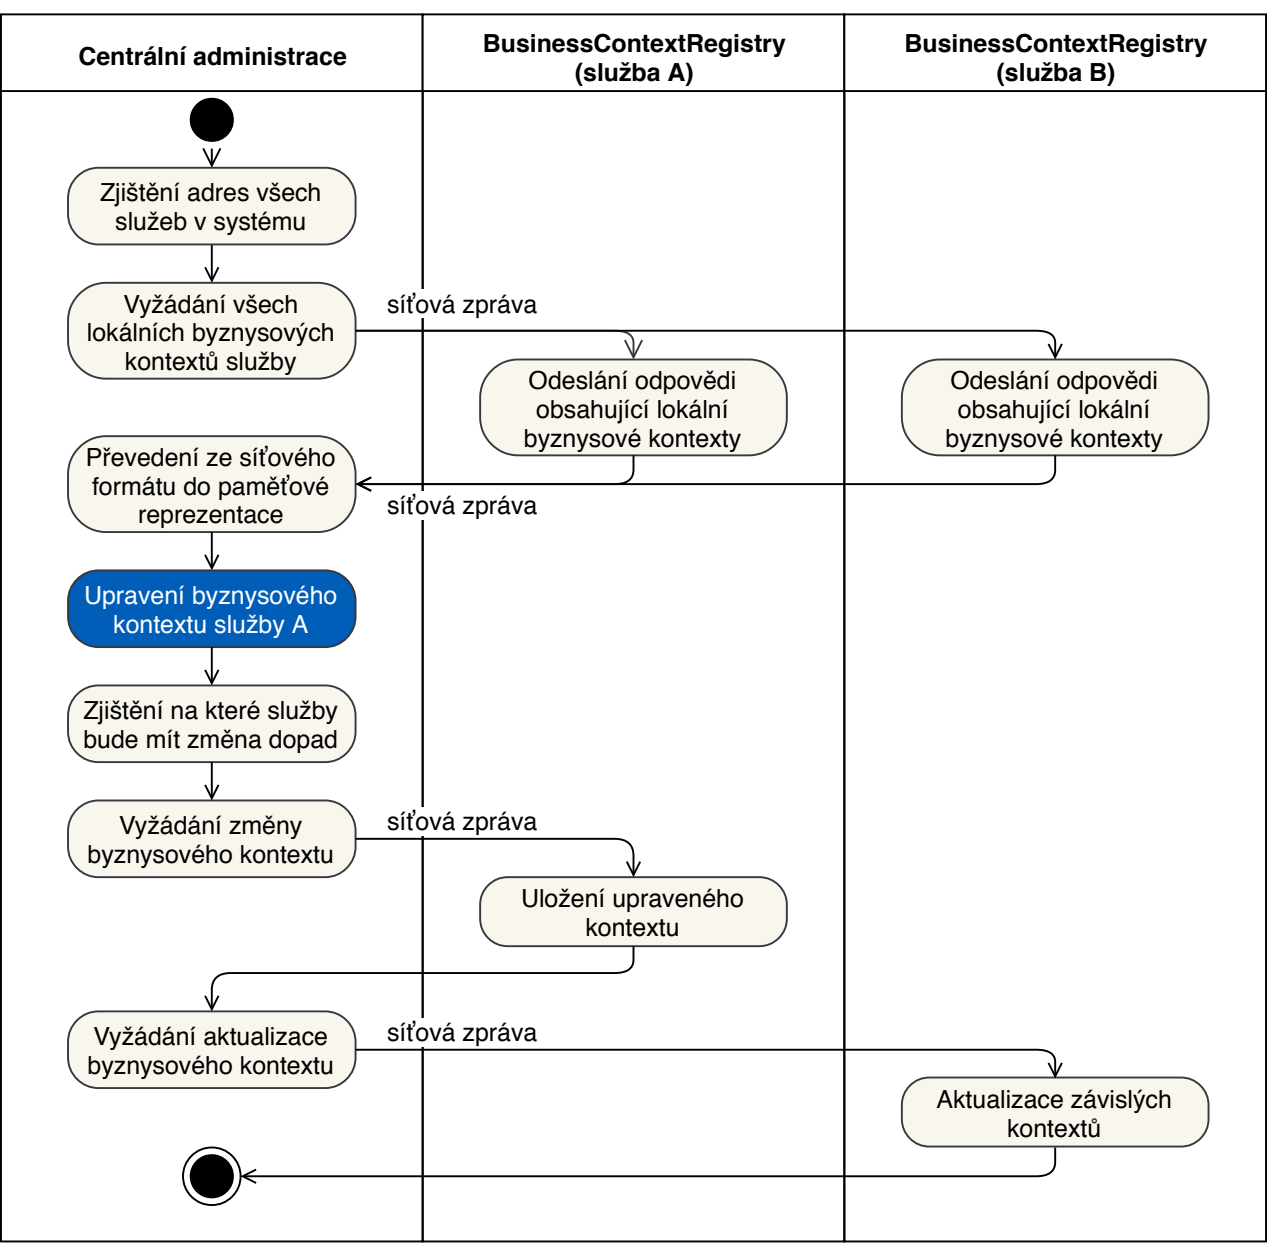 Centrální administrace
BusinessContextRegistry
(služba A)
BusinessContextRegistry
(služba B)
Zjištění adres všech
služeb v systému
Vyžádání všech
lokálních byznysových
kontextů služby
síťová zpráva
Odeslání odpovědi
obsahující lokální
byznysové kontexty
Odeslání odpovědi
obsahující lokální
byznysové kontexty
Převedení ze síťového
formátu do paměťové
reprezentace
síťová zpráva
Upravení byznysového
kontextu služby A
Zjištění na které služby
bude mít změna dopad
Vyžádání změny
byznysového kontextu
síťová zpráva
Uložení upraveného
kontextu
Vyžádání aktualizace
byznysového kontextu
síťová zpráva
Aktualizace závislých
kontextů